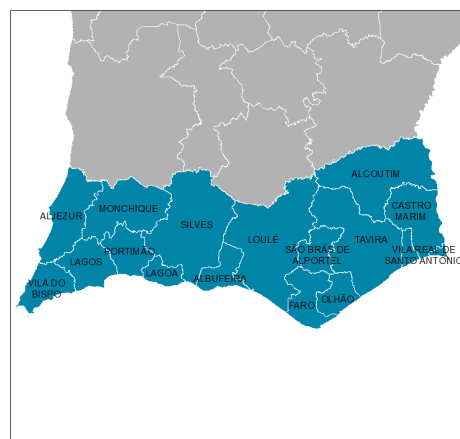 ALCOUTIM
ALJEZUR
MONCHIQUE
CASTRO
MARIM
SILVES
LOULÉ
TAVIRA
PORTIMÃO
SÃO BRÁS DE
ALPORTEL
VILA REAL DE
SANTO ANTÓNIO
LAGOS
LAGOA
ALBUFEIRA
VILA DO
BISPO
FARO
OLHÃO